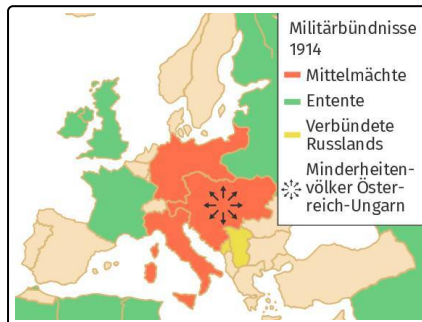 Militärbündnisse
1914
Mittelmächte
Entente
Verbündete
Russlands
Minderheiten-
völker Öster-
reich-Ungarn